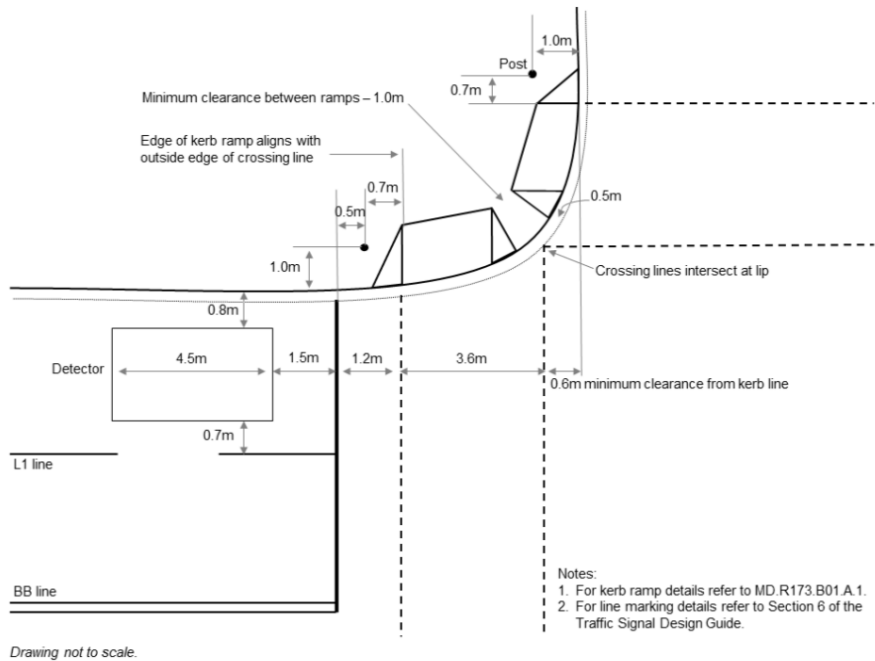 1.0m
Post
0.7m
Minimum clearance between ramps – 1.0m
Edge of kerb ramp aligns with
outside edge of crossing line
0.7m
0.5m
0.5m
1.0m
Crossing lines intersect at lip
0.8m
Detector
4.5m
1.5m
1.2m
3.6m
0.6m minimum clearance from kerb line
0.7m
L1 line
BB line
Notes:
1. For kerb ramp details refer to MD.R173.B01.A.1.
2. For line marking details refer to Section 6 of the
Traffic Signal Design Guide.
Drawing not to scale.